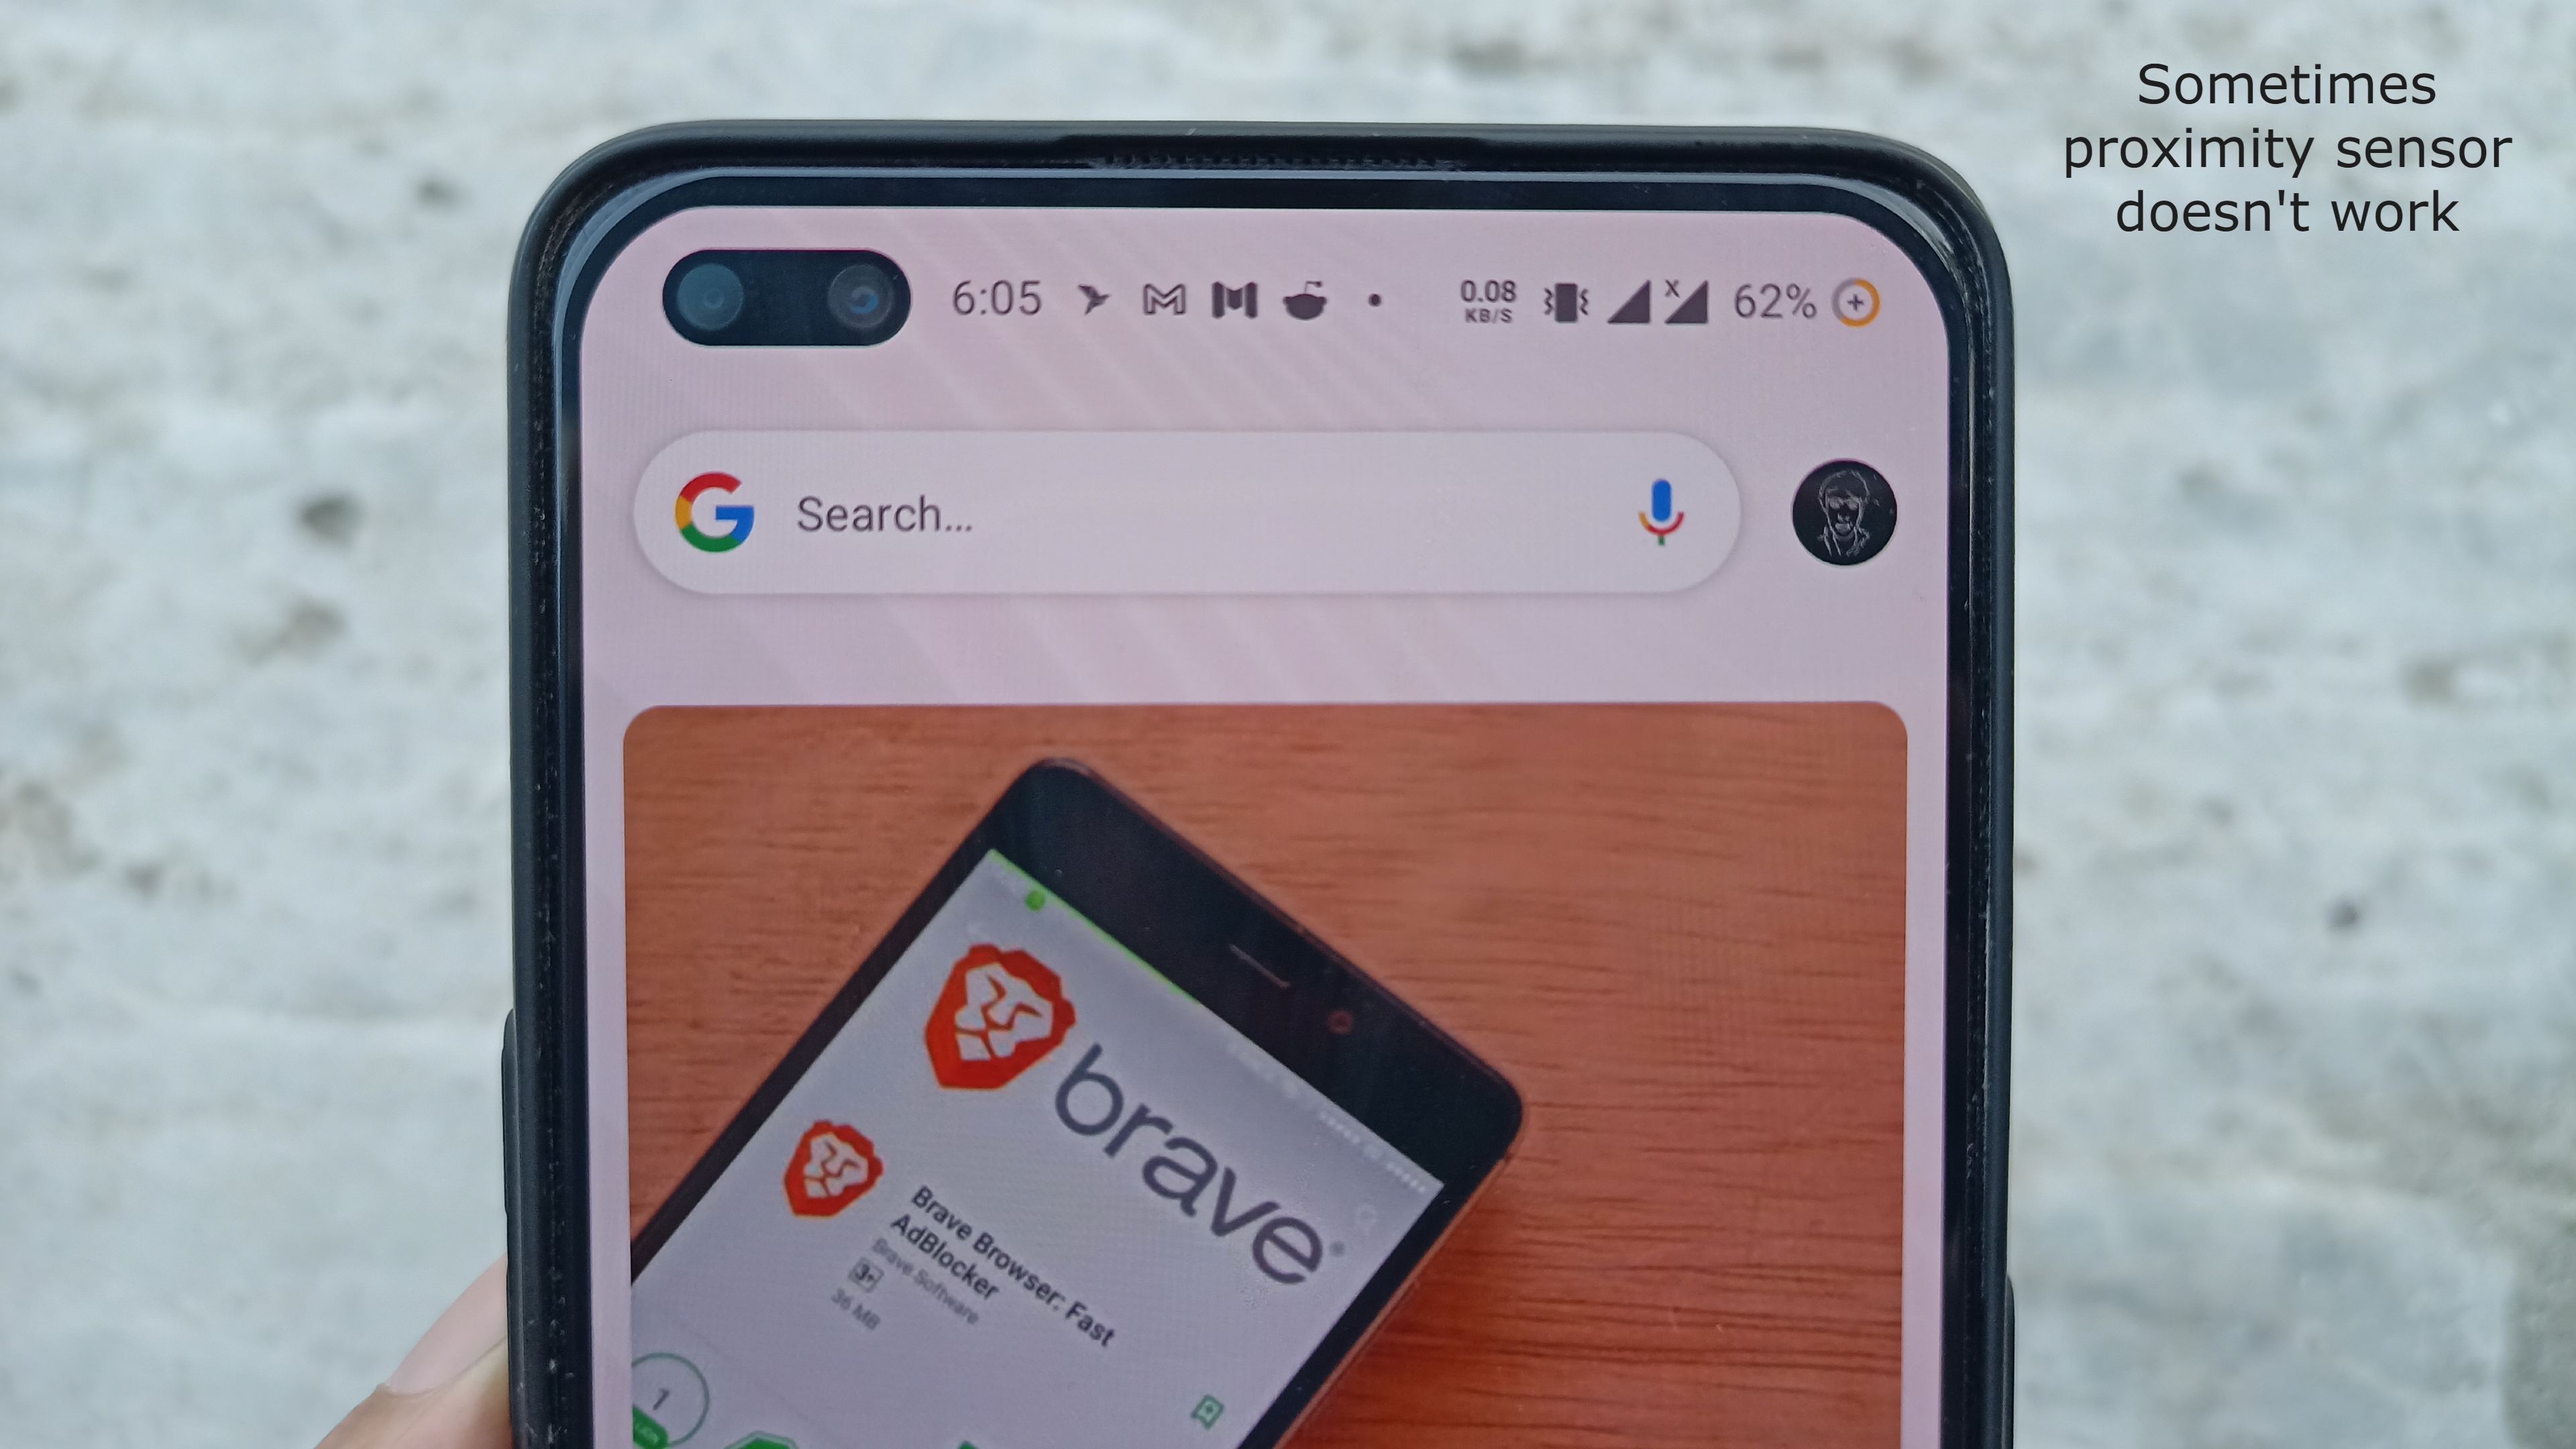 Sometimes
proximity sensor
doesn't work
6:05
0.08
KB/S
62%
Search...
brave
Brave Browser: Fast
AdBlocker
Brave Software
3+
36 MB
1